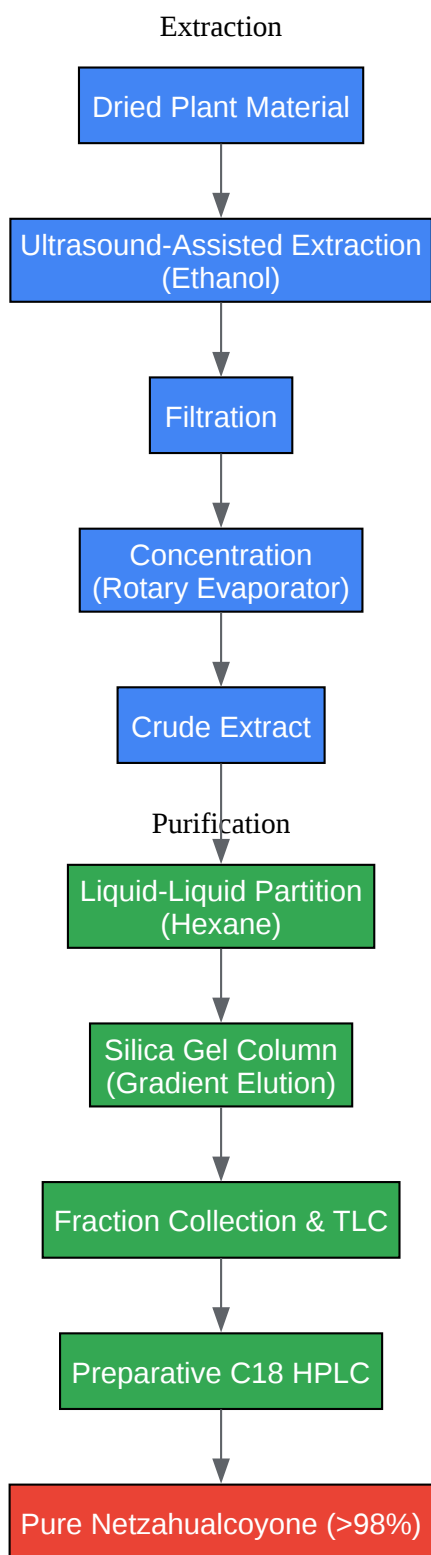 Extraction
Dried Plant Material
Ultrasound-Assisted Extraction
(Ethanol)
Filtration
Concentration
(Rotary Evaporator)
Crude Extract
Purification
Liquid-Liquid Partition
(Hexane)
Silica Gel Column
(Gradient Elution)
Fraction Collection & TLC
Preparative C18 HPLC
Pure Netzahualcoyone (>98%)